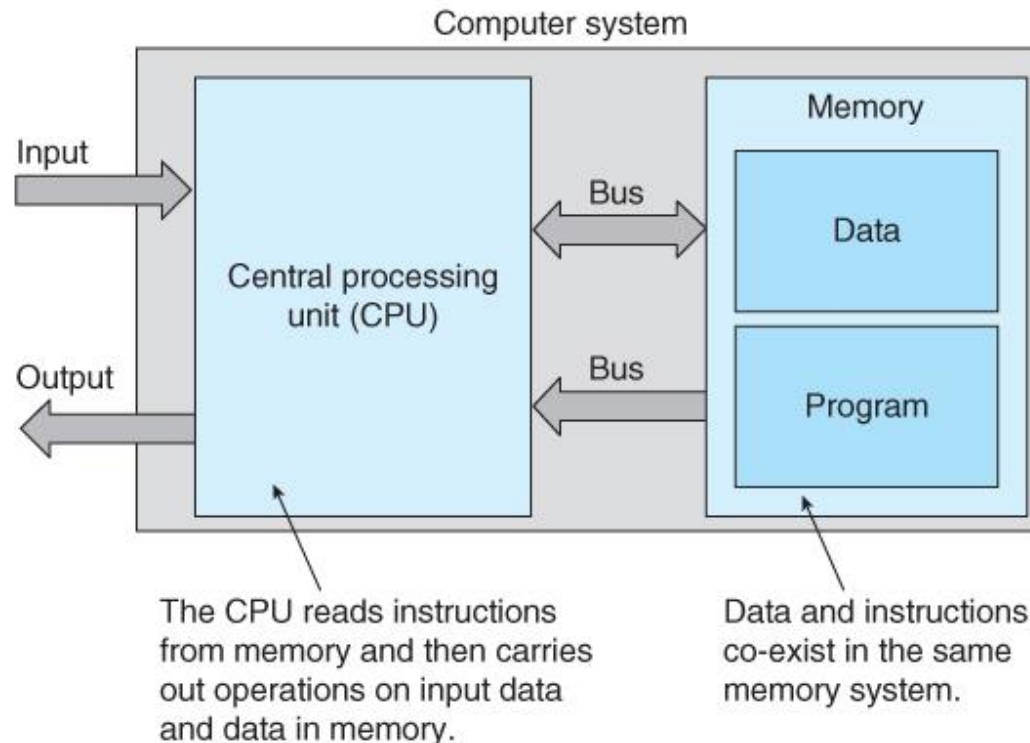 Computer system
Input
Output
Central processing
unit (CPU)
Bus
Bus
Memory
Data
Program
The CPU reads instructions
from memory and then carries
out operations on input data
and data in memory.
Data and instructions
co-exist in the same
memory system.